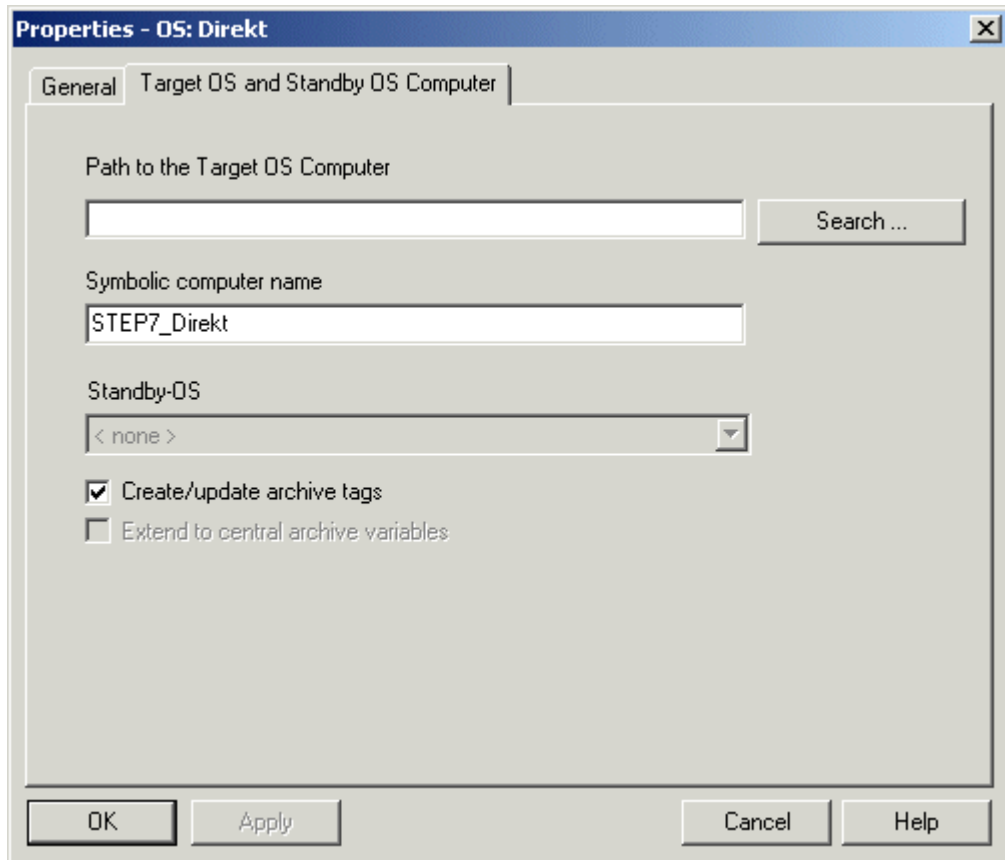 Properties - OS: Direkt
General
Target OS and Standby OS Computer
Path to the Target OS Computer
Search ...
Symbolic computer name
STEP7_Direkt
Standby-OS
< none >
Create/update archive tags
Extend to central archive variables
OK
Apply
Cancel
Help